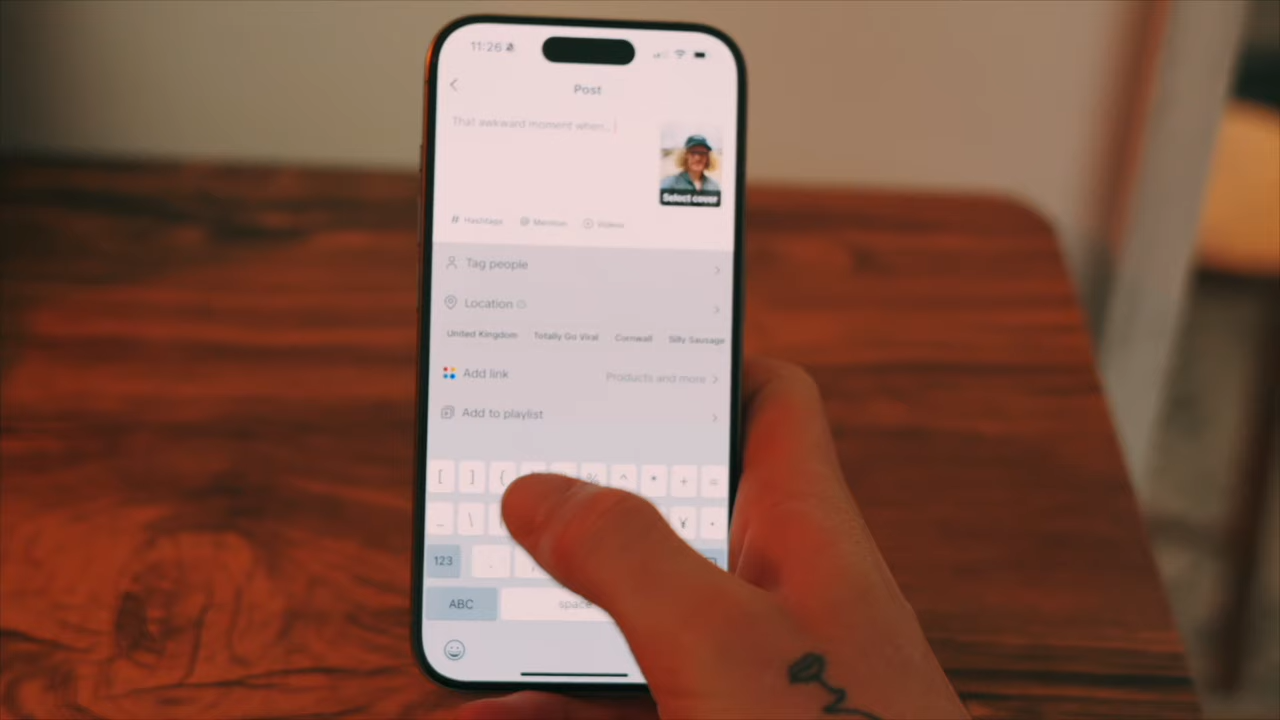 11:26
Post
That awkward moment when...
Select cover
# Hashtags @ Mention Videos
Tag people
Location
United Kingdom Totally Go Viral Cornwall Silly Sausage
Add link Products and more
Add to playlist
[ ] { % ^ * + =
_ \ ¥ •
123 .
ABC space